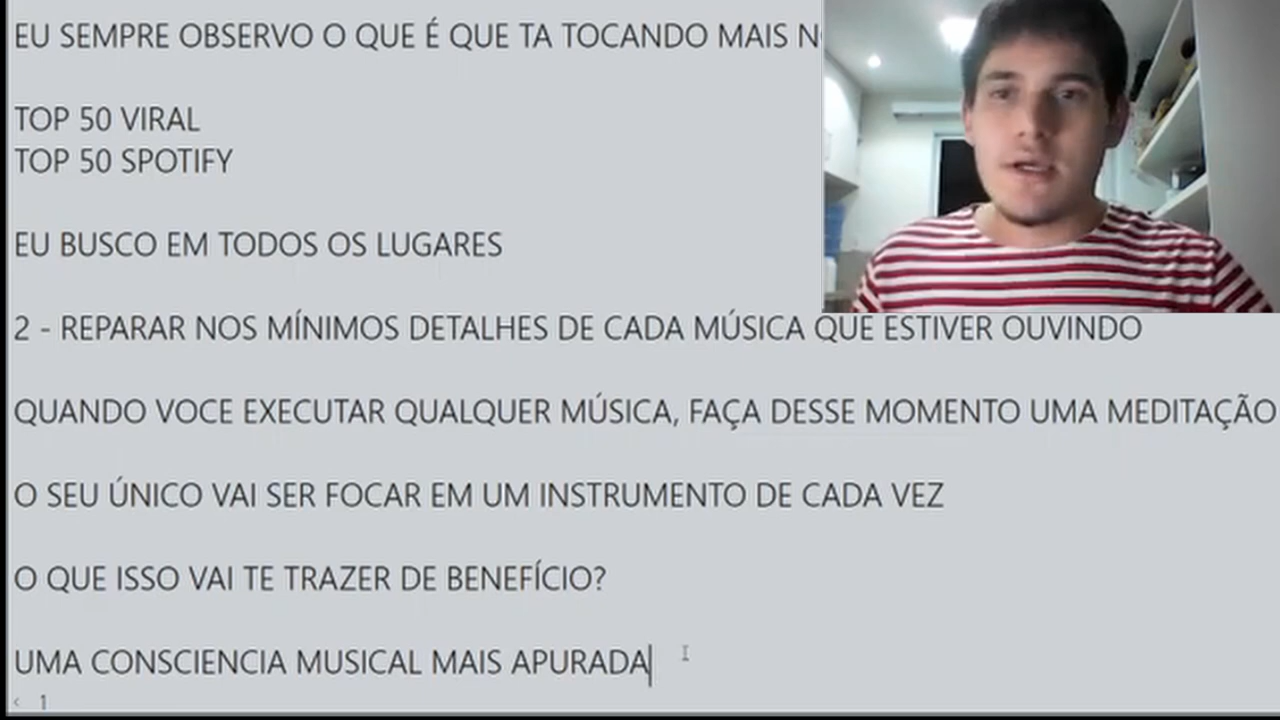 EU SEMPRE OBSERVO O QUE É QUE TA TOCANDO MAIS
TOP 50 VIRAL
TOP 50 SPOTIFY
EU BUSCO EM TODOS OS LUGARES
2 - REPARAR NOS MÍNIMOS DETALHES DE CADA MÚSICA QUE ESTIVER OUVINDO
QUANDO VOCE EXECUTAR QUALQUER MÚSICA, FAÇA DESSE MOMENTO UMA MEDITAÇÃO
O SEU ÚNICO VAI SER FOCAR EM UM INSTRUMENTO DE CADA VEZ
O QUE ISSO VAI TE TRAZER DE BENEFÍCIO?
UMA CONSCIENCIA MUSICAL MAIS APURADA
1